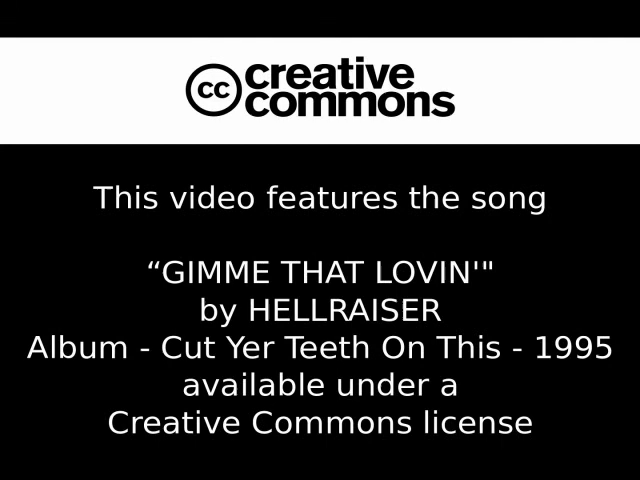 cc creative
commons
This video features the song
“GIMME THAT LOVIN'"
by HELLRAISER
Album - Cut Yer Teeth On This - 1995
available under a
Creative Commons license